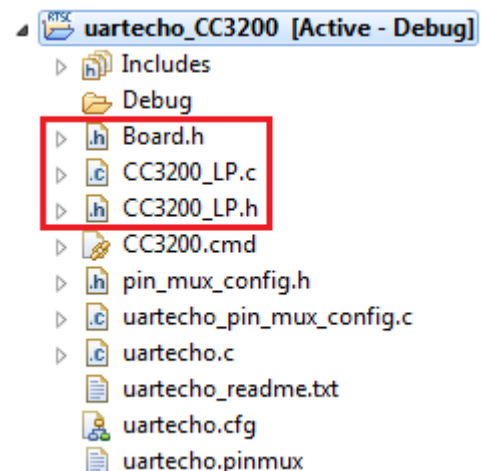 RTSC
uartecho_CC3200 [Active - Debug]
Includes
Debug
.h Board.h
.c CC3200_LP.c
.h CC3200_LP.h
CC3200.cmd
.h pin_mux_config.h
.c uartecho_pin_mux_config.c
.c uartecho.c
uartecho_readme.txt
uartecho.cfg
uartecho.pinmux